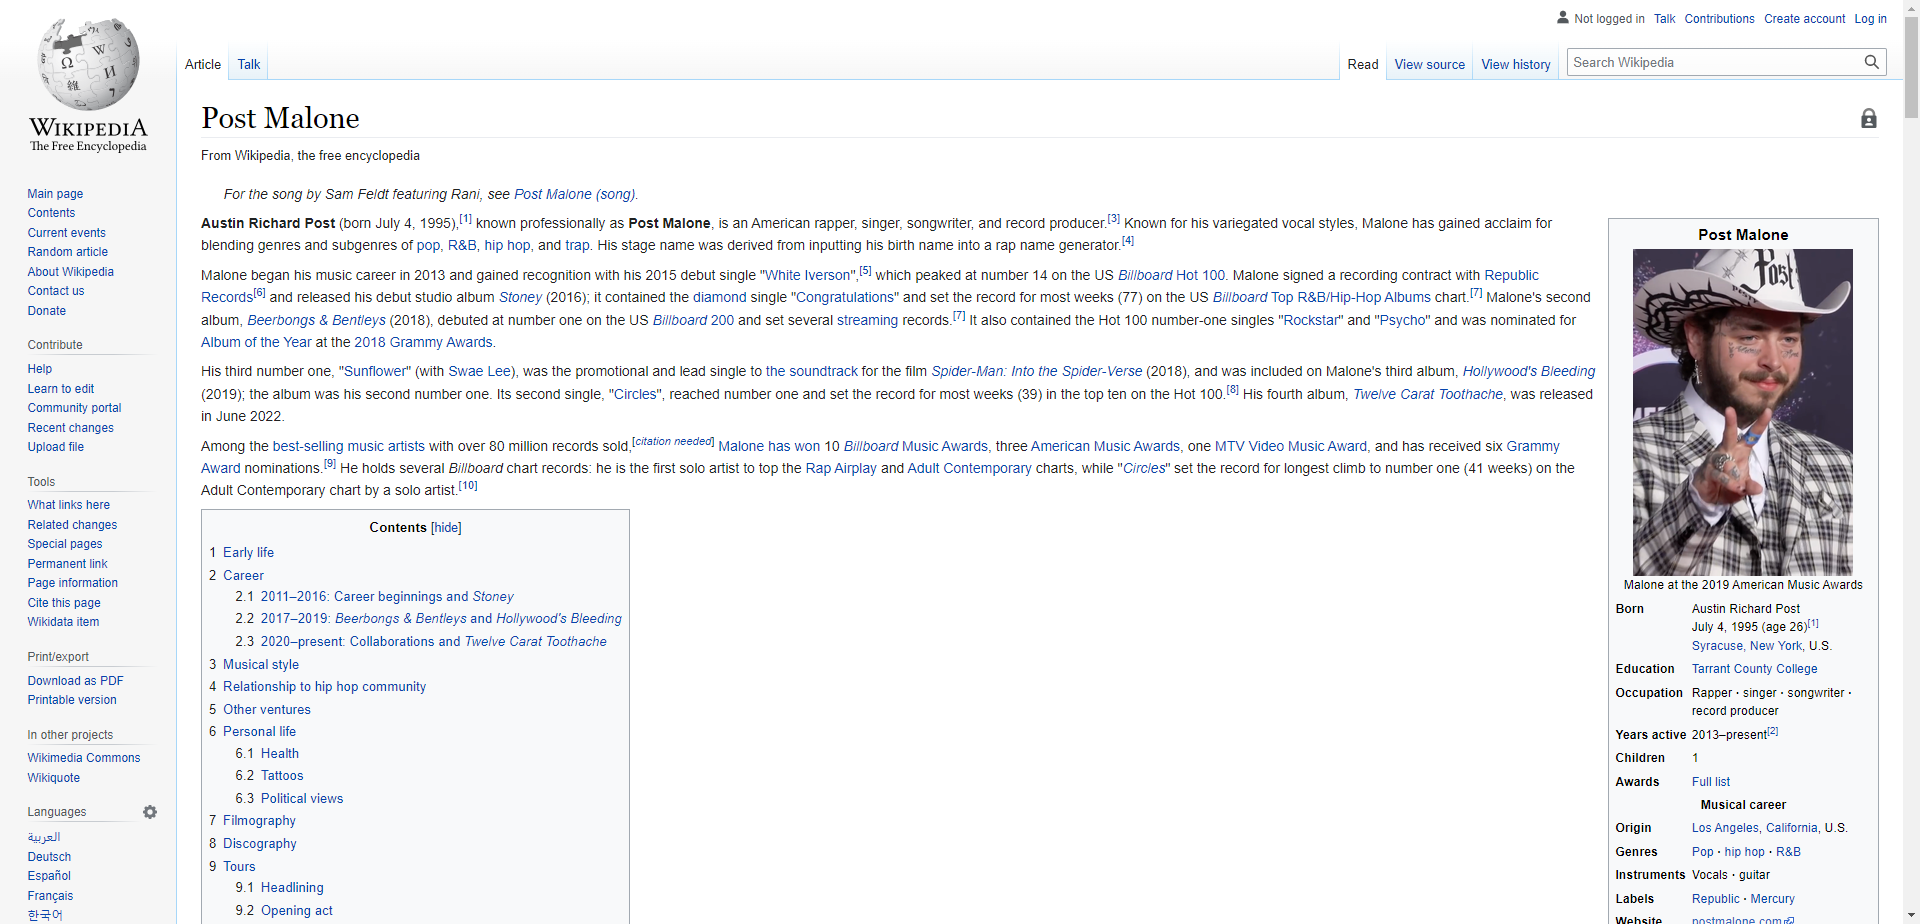 Not logged in Talk Contributions Create account Log in
Article Talk Read View source View history Search Wikipedia
WIKIPEDIA
The Free Encyclopedia
Main page
Contents
Current events
Random article
About Wikipedia
Contact us
Donate
Contribute
Help
Learn to edit
Community portal
Recent changes
Upload file
Tools
What links here
Related changes
Special pages
Permanent link
Page information
Cite this page
Wikidata item
Print/export
Download as PDF
Printable version
In other projects
Wikimedia Commons
Wikiquote
Languages
العربية
Deutsch
Español
Français
한국어
Post Malone
From Wikipedia, the free encyclopedia
For the song by Sam Feldt featuring Rani, see Post Malone (song).
Austin Richard Post (born July 4, 1995),[1] known professionally as Post Malone, is an American rapper, singer, songwriter, and record producer.[3] Known for his variegated vocal styles, Malone has gained acclaim for
blending genres and subgenres of pop, R&B, hip hop, and trap. His stage name was derived from inputting his birth name into a rap name generator.[4]
Malone began his music career in 2013 and gained recognition with his 2015 debut single "White Iverson",[5] which peaked at number 14 on the US Billboard Hot 100. Malone signed a recording contract with Republic
Records[6] and released his debut studio album Stoney (2016); it contained the diamond single "Congratulations" and set the record for most weeks (77) on the US Billboard Top R&B/Hip-Hop Albums chart.[7] Malone's second
album, Beerbongs & Bentleys (2018), debuted at number one on the US Billboard 200 and set several streaming records.[7] It also contained the Hot 100 number-one singles "Rockstar" and "Psycho" and was nominated for
Album of the Year at the 2018 Grammy Awards.
His third number one, "Sunflower" (with Swae Lee), was the promotional and lead single to the soundtrack for the film Spider-Man: Into the Spider-Verse (2018), and was included on Malone's third album, Hollywood's Bleeding
(2019); the album was his second number one. Its second single, "Circles", reached number one and set the record for most weeks (39) in the top ten on the Hot 100.[8] His fourth album, Twelve Carat Toothache, was released
in June 2022.
Among the best-selling music artists with over 80 million records sold,[citation needed] Malone has won 10 Billboard Music Awards, three American Music Awards, one MTV Video Music Award, and has received six Grammy
Award nominations.[9] He holds several Billboard chart records: he is the first solo artist to top the Rap Airplay and Adult Contemporary charts, while "Circles" set the record for longest climb to number one (41 weeks) on the
Adult Contemporary chart by a solo artist.[10]
Contents [hide]
1 Early life
2 Career
2.1 2011–2016: Career beginnings and Stoney
2.2 2017–2019: Beerbongs & Bentleys and Hollywood's Bleeding
2.3 2020–present: Collaborations and Twelve Carat Toothache
3 Musical style
4 Relationship to hip hop community
5 Other ventures
6 Personal life
6.1 Health
6.2 Tattoos
6.3 Political views
7 Filmography
8 Discography
9 Tours
9.1 Headlining
9.2 Opening act
Post Malone
Post
Malone at the 2019 American Music Awards
Born Austin Richard Post
July 4, 1995 (age 26)[1]
Syracuse, New York, U.S.
Education Tarrant County College
Occupation Rapper · singer · songwriter ·
record producer
Years active 2013–present[2]
Children 1
Awards Full list
Musical career
Origin Los Angeles, California, U.S.
Genres Pop · hip hop · R&B
Instruments Vocals · guitar
Labels Republic · Mercury
Website postmalone.com